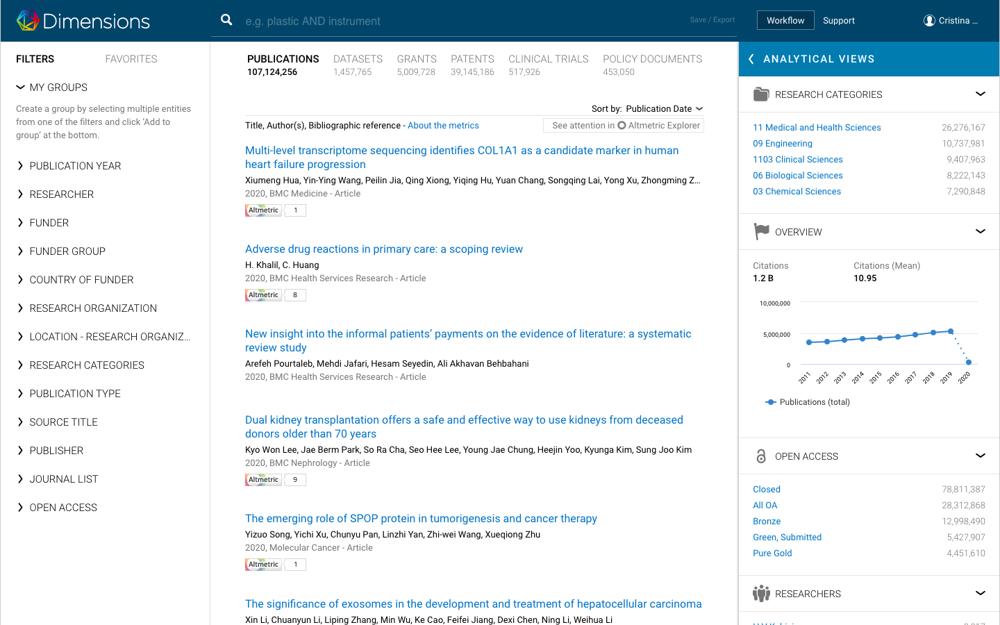 Dimensions
e.g. plastic AND instrument
Save / Export
Workflow
Support
Cristina ...
FILTERS
FAVORITES
MY GROUPS
Create a group by selecting multiple entities
from one of the filters and click 'Add to
group' at the bottom.
PUBLICATION YEAR
RESEARCHER
FUNDER
FUNDER GROUP
COUNTRY OF FUNDER
RESEARCH ORGANIZATION
LOCATION - RESEARCH ORGANIZ...
RESEARCH CATEGORIES
PUBLICATION TYPE
SOURCE TITLE
PUBLISHER
JOURNAL LIST
OPEN ACCESS
PUBLICATIONS DATASETS GRANTS PATENTS CLINICAL TRIALS POLICY DOCUMENTS
107,124,256 1,457,765 5,009,728 39,145,186 517,926 453,050
Sort by: Publication Date
Title, Author(s), Bibliographic reference - About the metrics
See attention in Altmetric Explorer
Multi-level transcriptome sequencing identifies COL1A1 as a candidate marker in human
heart failure progression
Xiumeng Hua, Yin-Ying Wang, Peilin Jia, Qing Xiong, Yiqing Hu, Yuan Chang, Songqing Lai, Yong Xu, Zhongming Z...
2020, BMC Medicine - Article
Altmetric 1
Adverse drug reactions in primary care: a scoping review
H. Khalil, C. Huang
2020, BMC Health Services Research - Article
Altmetric 8
New insight into the informal patients' payments on the evidence of literature: a systematic
review study
Arefeh Pourtaleb, Mehdi Jafari, Hesam Seyedin, Ali Akhavan Behbahani
2020, BMC Health Services Research - Article
Dual kidney transplantation offers a safe and effective way to use kidneys from deceased
donors older than 70 years
Kyo Won Lee, Jae Berm Park, So Ra Cha, Seo Hee Lee, Young Jae Chung, Heejin Yoo, Kyunga Kim, Sung Joo Kim
2020, BMC Nephrology - Article
Altmetric 9
The emerging role of SPOP protein in tumorigenesis and cancer therapy
Yizuo Song, Yichi Xu, Chunyu Pan, Linzhi Yan, Zhi-wei Wang, Xueqiong Zhu
2020, Molecular Cancer - Article
Altmetric 1
The significance of exosomes in the development and treatment of hepatocellular carcinoma
Xin Li, Chuanyun Li, Liping Zhang, Min Wu, Ke Cao, Feifei Jiang, Dexi Chen, Ning Li, Weihua Li
ANALYTICAL VIEWS
RESEARCH CATEGORIES
11 Medical and Health Sciences 26,276,167
09 Engineering 10,737,981
1103 Clinical Sciences 9,407,963
06 Biological Sciences 8,222,143
03 Chemical Sciences 7,290,848
OVERVIEW
Citations Citations (Mean)
1.2 B 10.95
10,000,000
5,000,000
0
2011 2012 2013 2014 2015 2016 2017 2018 2019 2020
Publications (total)
OPEN ACCESS
Closed 78,811,387
All OA 28,312,868
Bronze 12,998,490
Green, Submitted 5,427,907
Pure Gold 4,451,610
RESEARCHERS